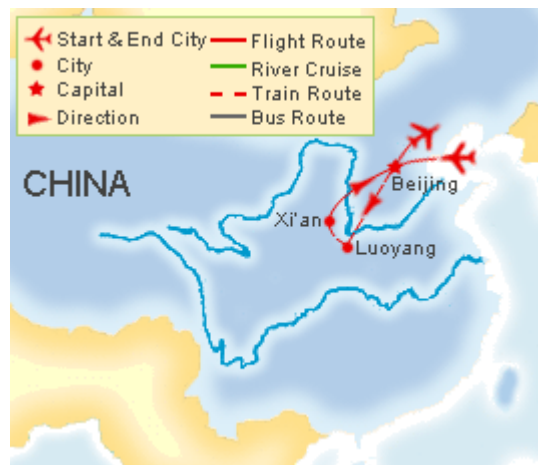 Start & End City
City
Capital
Direction
Flight Route
River Cruise
Train Route
Bus Route
CHINA
Beijing
Xi'an
Luoyang